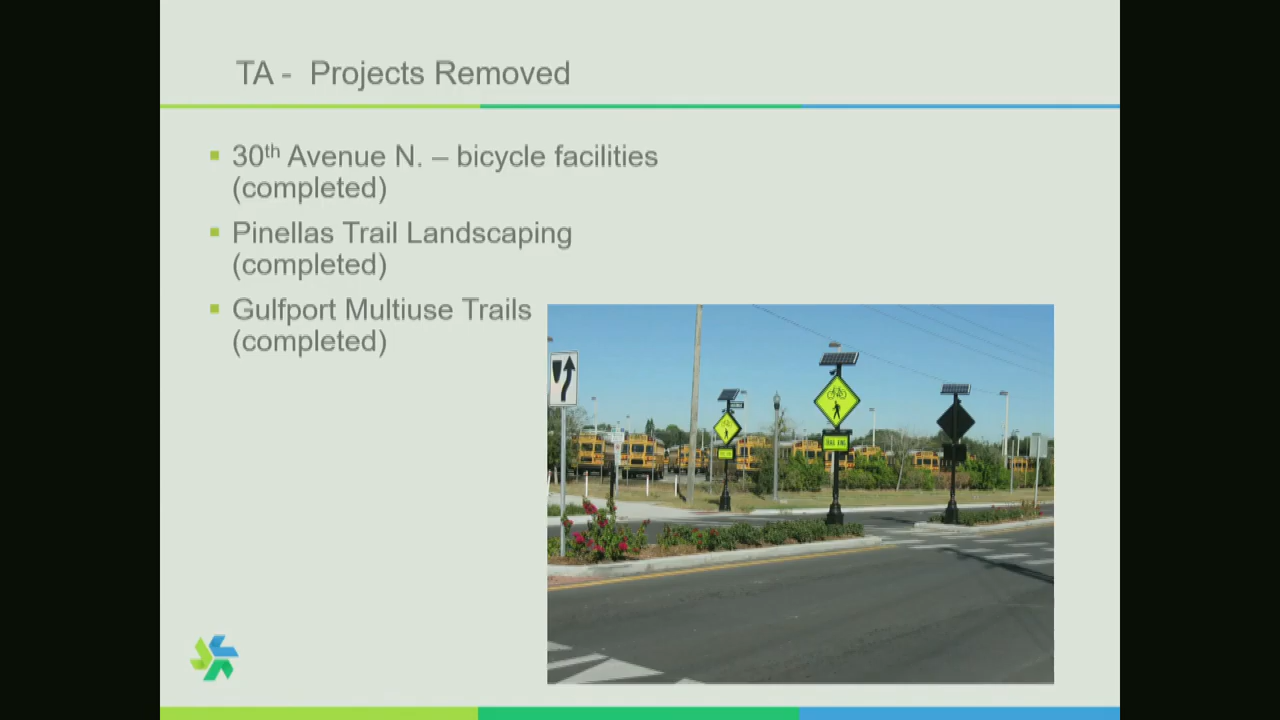 TA - Projects Removed
30th Avenue N. – bicycle facilities
(completed)
Pinellas Trail Landscaping
(completed)
Gulfport Multiuse Trails
(completed)